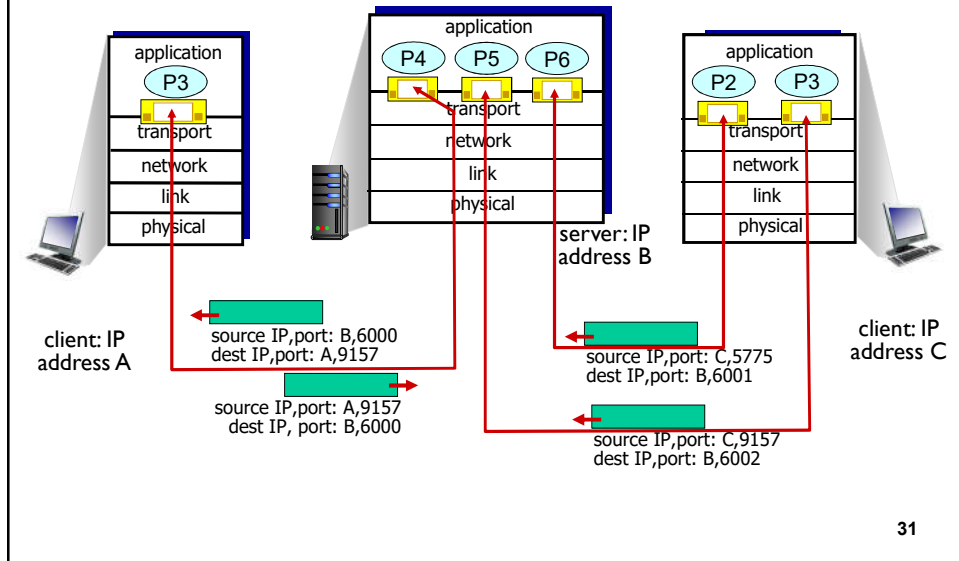 application
P3
transport
network
link
physical
client: IP
address A
application
P4 P5 P6
transport
network
link
physical
server: IP
address B
application
P2 P3
transport
network
link
physical
client: IP
address C
source IP,port: B,6000
dest IP,port: A,9157
source IP,port: A,9157
dest IP, port: B,6000
source IP,port: C,5775
dest IP,port: B,6001
source IP,port: C,9157
dest IP,port: B,6002
31